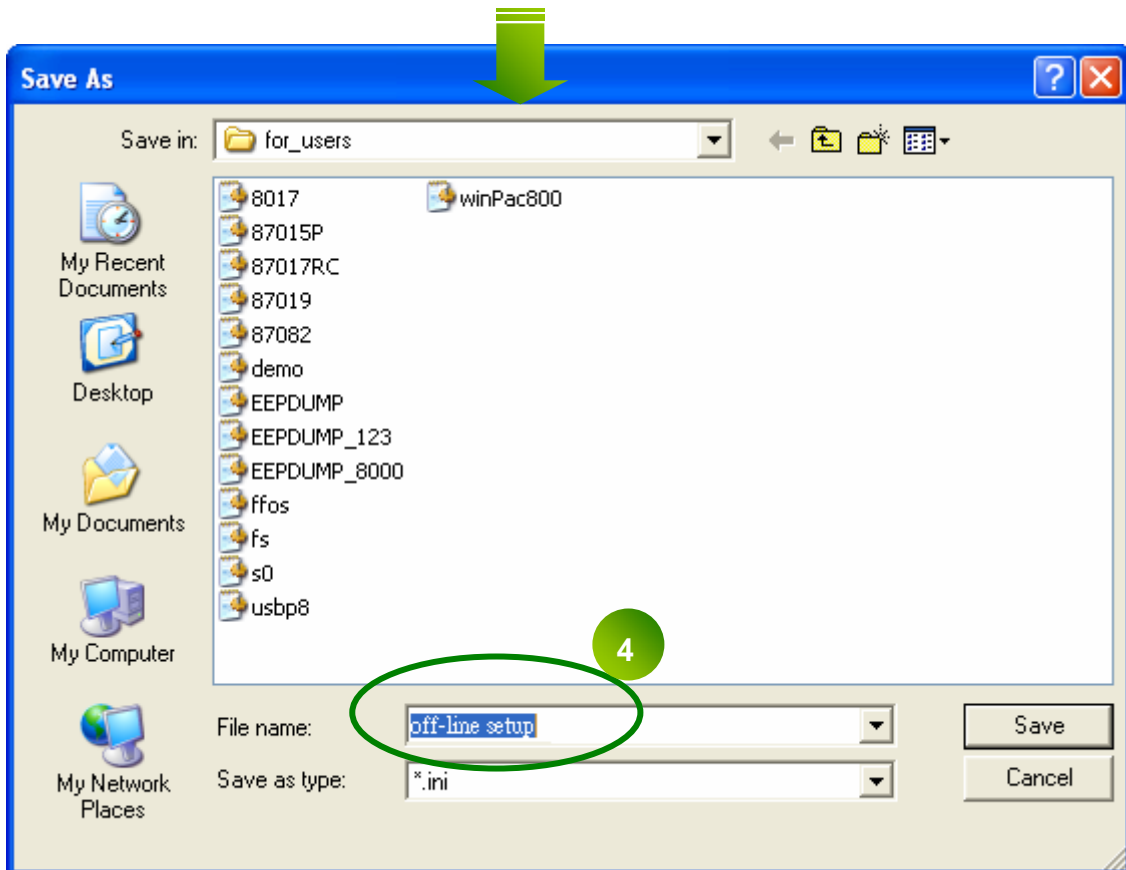 Save As
Save in: for_users
8017
87015P
87017RC
87019
87082
demo
EEPDUMP
EEPDUMP_123
EEPDUMP_8000
ffos
fs
s0
usbp8
winPac800
My Recent
Documents
Desktop
My Documents
My Computer
My Network
Places
4
File name: off-line setup
Save
Save as type: *.ini
Cancel